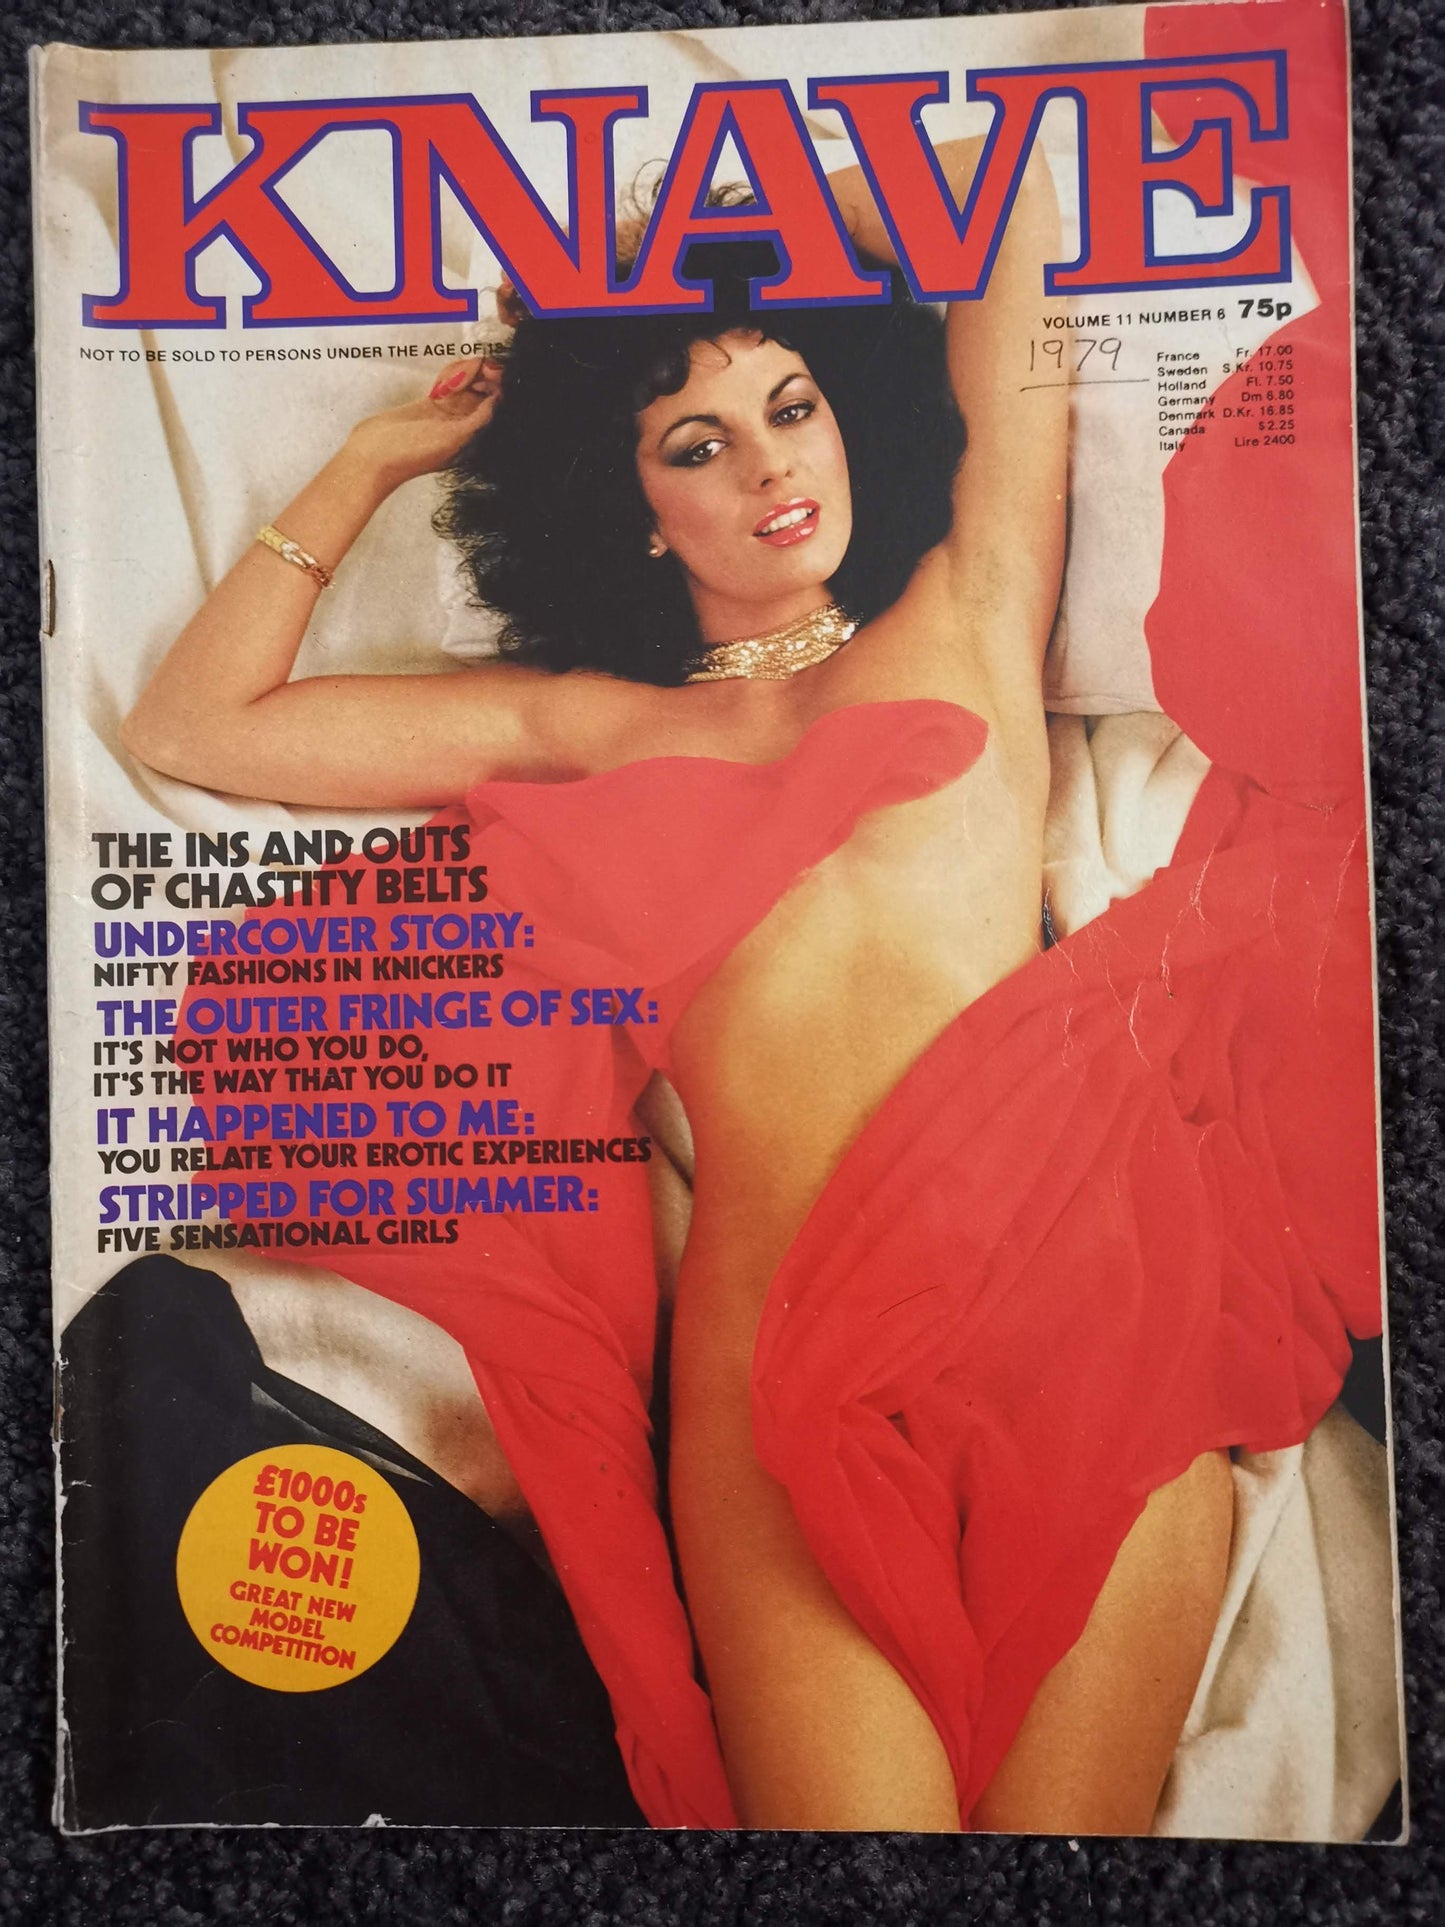 KNAVE
VOLUME 11 NUMBER 6 75p
NOT TO BE SOLD TO PERSONS UNDER THE AGE OF 18
1979
France Fr. 17.00
Sweden S.Kr. 10.75
Holland Fl. 7.50
Germany Dm 6.80
Denmark D.Kr. 16.85
Canada $2.25
Italy Lire 2400
THE INS AND OUTS
OF CHASTITY BELTS
UNDERCOVER STORY:
NIFTY FASHIONS IN KNICKERS
THE OUTER FRINGE OF SEX:
IT'S NOT WHO YOU DO,
IT'S THE WAY THAT YOU DO IT
IT HAPPENED TO ME:
YOU RELATE YOUR EROTIC EXPERIENCES
STRIPPED FOR SUMMER:
FIVE SENSATIONAL GIRLS
£1000s
TO BE
WON!
GREAT NEW
MODEL
COMPETITION